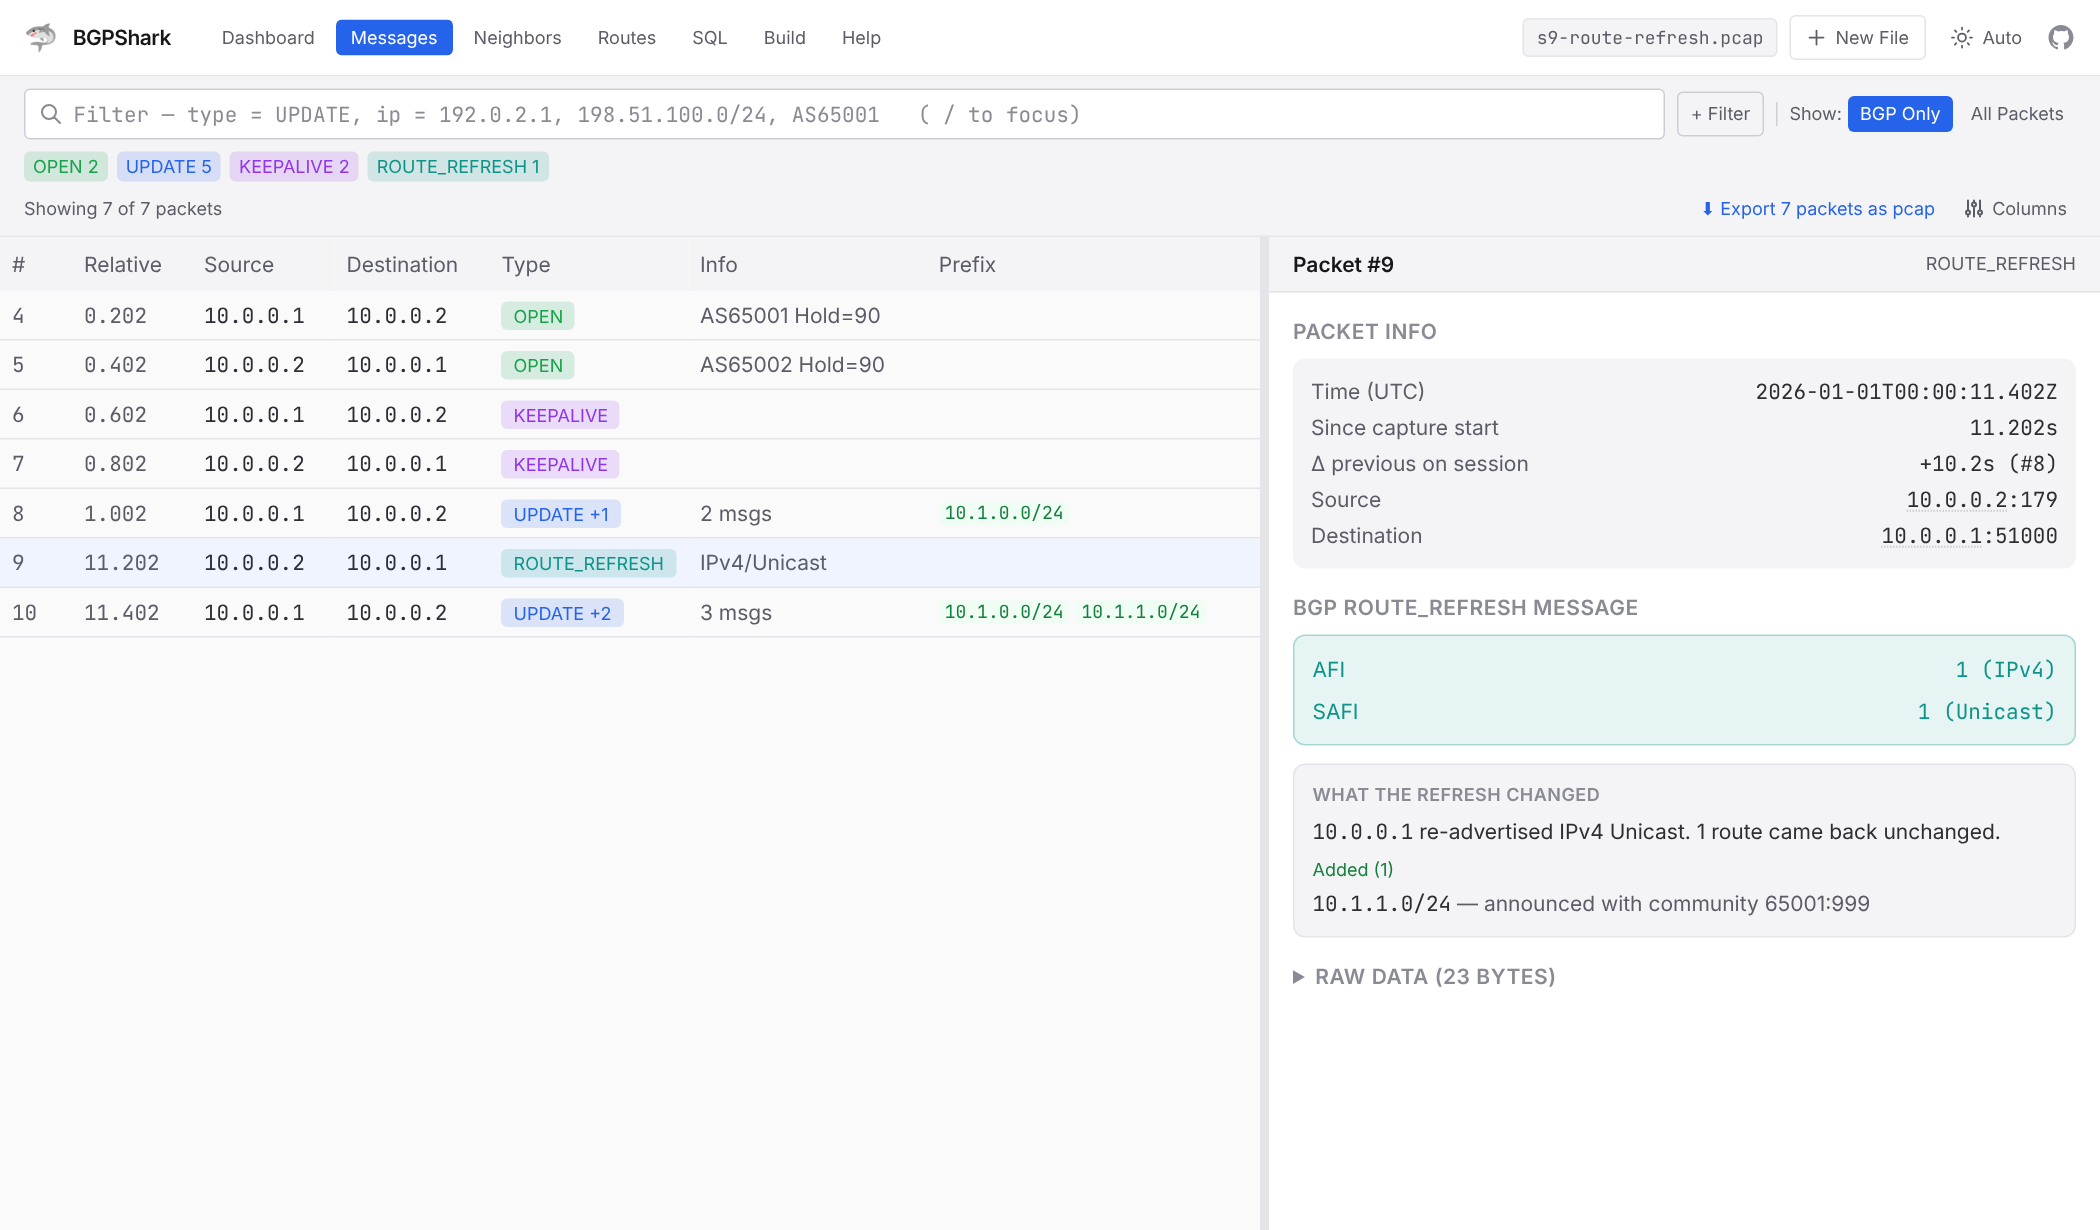 BGPShark Dashboard Messages Neighbors Routes SQL Build Help s9-route-refresh.pcap + New File Auto
Filter — type = UPDATE, ip = 192.0.2.1, 198.51.100.0/24, AS65001 ( / to focus) + Filter Show: BGP Only All Packets
OPEN 2 UPDATE 5 KEEPALIVE 2 ROUTE_REFRESH 1
Showing 7 of 7 packets ⬇ Export 7 packets as pcap Columns
# Relative Source Destination Type Info Prefix
4 0.202 10.0.0.1 10.0.0.2 OPEN AS65001 Hold=90
5 0.402 10.0.0.2 10.0.0.1 OPEN AS65002 Hold=90
6 0.602 10.0.0.1 10.0.0.2 KEEPALIVE
7 0.802 10.0.0.2 10.0.0.1 KEEPALIVE
8 1.002 10.0.0.1 10.0.0.2 UPDATE +1 2 msgs 10.1.0.0/24
9 11.202 10.0.0.2 10.0.0.1 ROUTE_REFRESH IPv4/Unicast
10 11.402 10.0.0.1 10.0.0.2 UPDATE +2 3 msgs 10.1.0.0/24 10.1.1.0/24
Packet #9 ROUTE_REFRESH
PACKET INFO
Time (UTC) 2026-01-01T00:00:11.402Z
Since capture start 11.202s
Δ previous on session +10.2s (#8)
Source 10.0.0.2:179
Destination 10.0.0.1:51000
BGP ROUTE_REFRESH MESSAGE
AFI 1 (IPv4)
SAFI 1 (Unicast)
WHAT THE REFRESH CHANGED
10.0.0.1 re-advertised IPv4 Unicast. 1 route came back unchanged.
Added (1)
10.1.1.0/24 — announced with community 65001:999
▶ RAW DATA (23 BYTES)